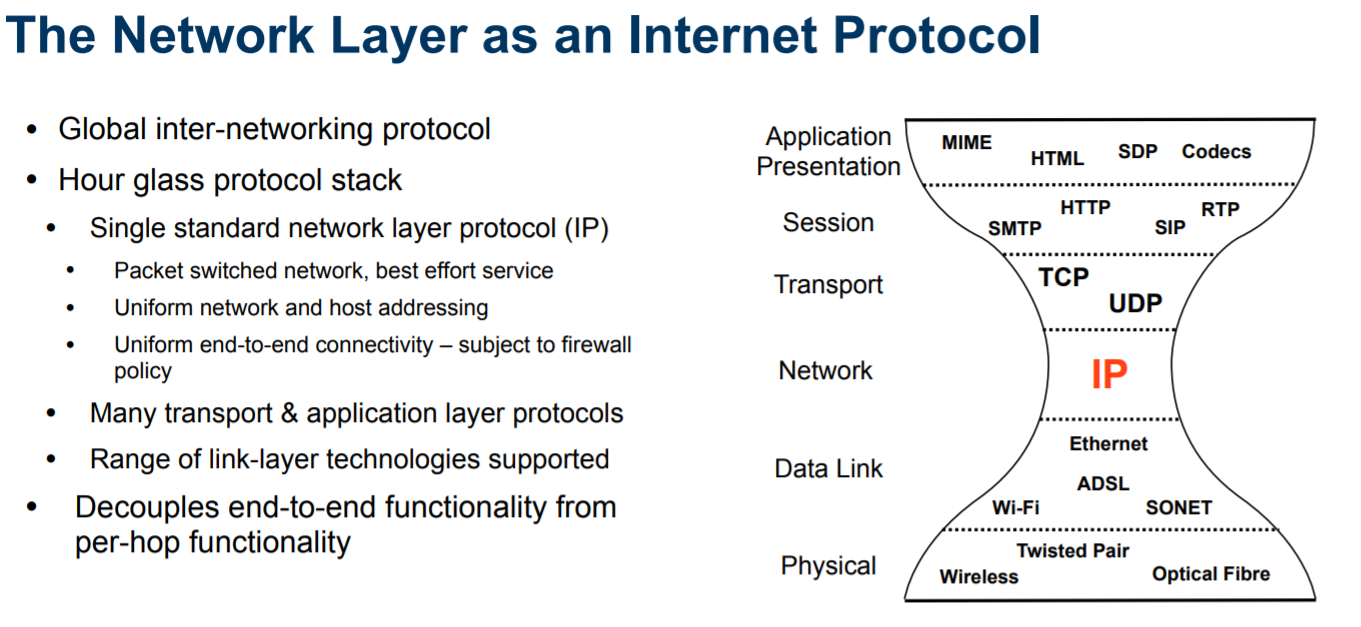 The Network Layer as an Internet Protocol
• Global inter-networking protocol
• Hour glass protocol stack
• Single standard network layer protocol (IP)
• Packet switched network, best effort service
• Uniform network and host addressing
• Uniform end-to-end connectivity – subject to firewall
policy
• Many transport & application layer protocols
• Range of link-layer technologies supported
• Decouples end-to-end functionality from
per-hop functionality
Application
Presentation
MIME
HTML
SDP
Codecs
Session
SMTP
HTTP
SIP
RTP
Transport
TCP
UDP
Network
IP
Data Link
Ethernet
ADSL
Wi-Fi
SONET
Physical
Twisted Pair
Wireless
Optical Fibre